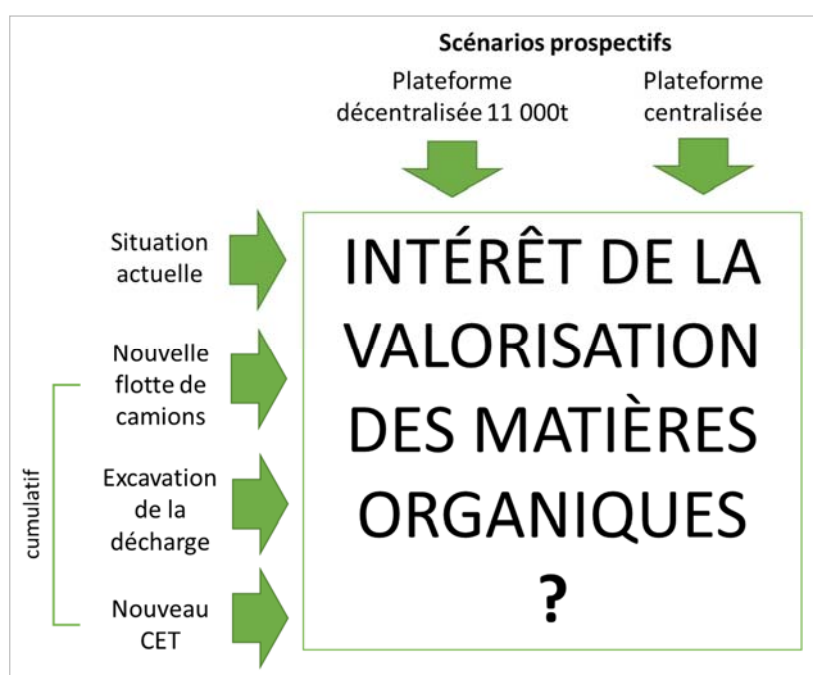 Scénarios prospectifs
Plateforme
décentralisée 11 000t
Plateforme
centralisée
Situation
actuelle
Nouvelle
flotte de
camions
Excavation
de la
décharge
Nouveau
CET
cumulatif
INTÉRÊT DE LA
VALORISATION
DES MATIÈRES
ORGANIQUES
?